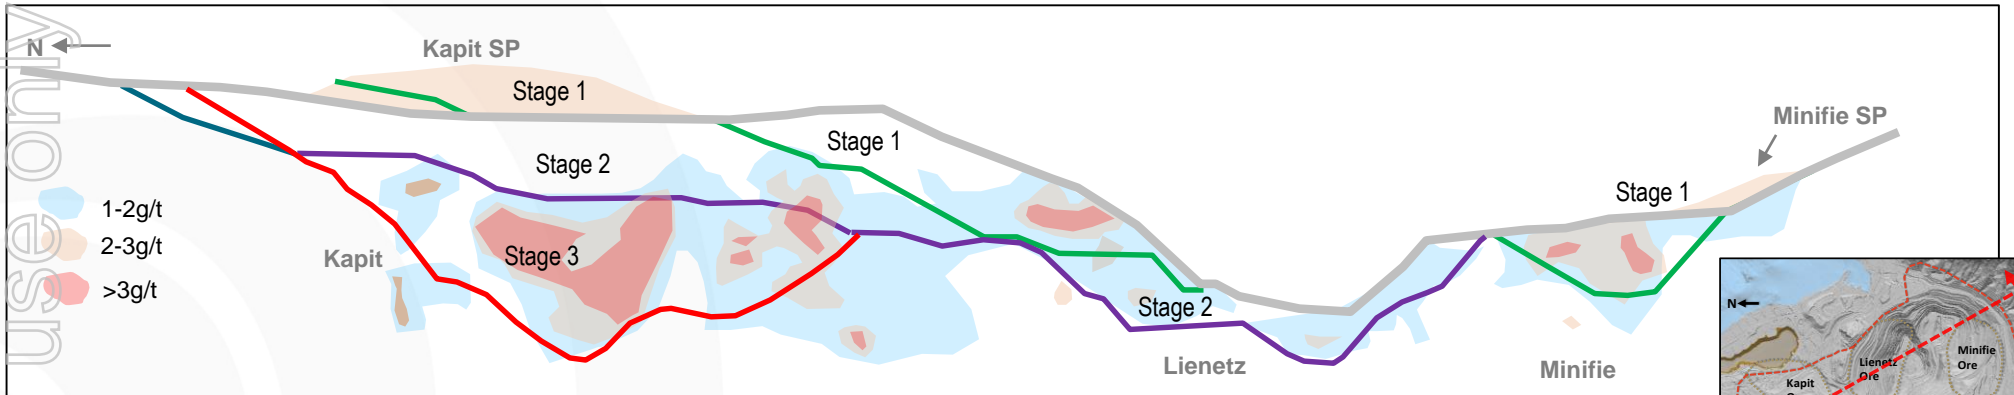 use only
N
Kapit SP
Stage 1
Minifie SP
Stage 1
Stage 2
Stage 1
1-2g/t
2-3g/t
>3g/t
Kapit
Stage 3
Stage 2
Lienetz
Minifie
N
Lienetz
Ore
Minifie
Ore
Kapit